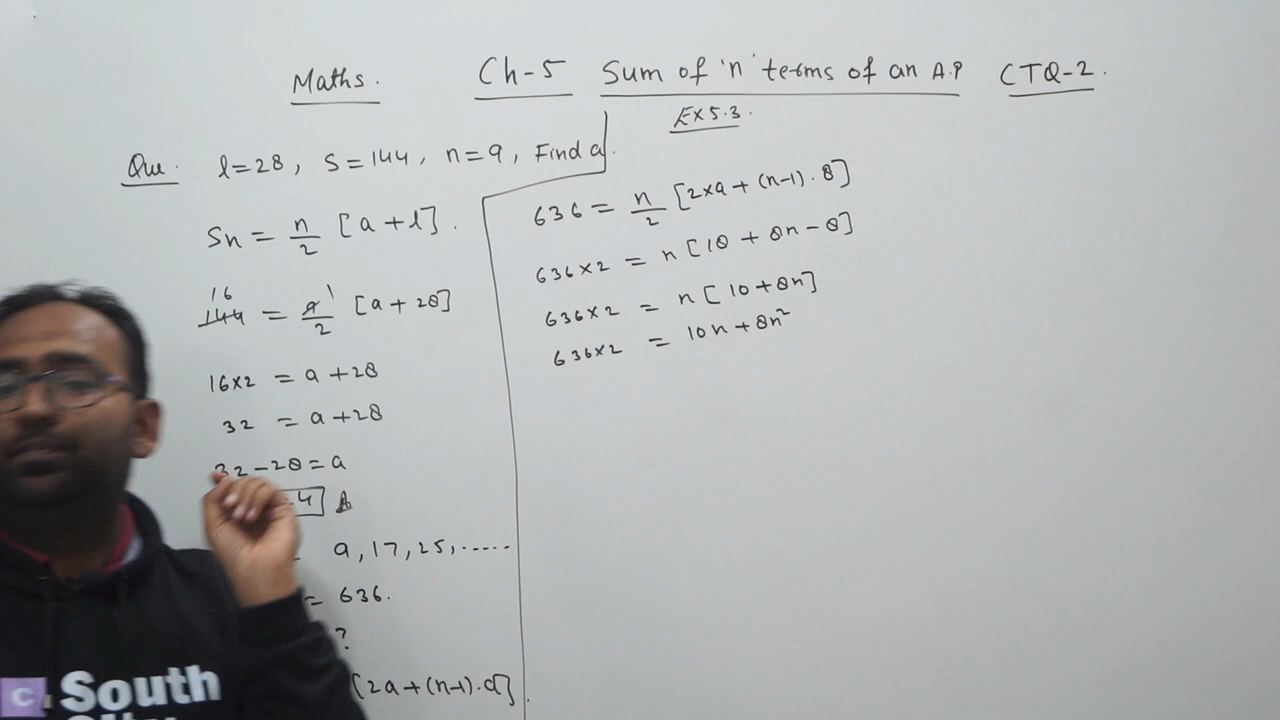 Maths. Ch-5 Sum of 'n' terms of an A.P CTQ-2.
Ex 5.3.
Que. l=28, S=144, n=9, Find a.
Sn = n/2 [a+l].
16
144 = 9/2 [a+28] 1
16×2 = a+28
32 = a+28
32-28=a
=4
9, 17, 25, .....
= 636.
?
[2a+(n-1).d].
636 = n/2 [2×9+(n-1).8]
636×2 = n[18+8n-8]
636×2 = n[10+8n]
636×2 = 10n+8n²
C South